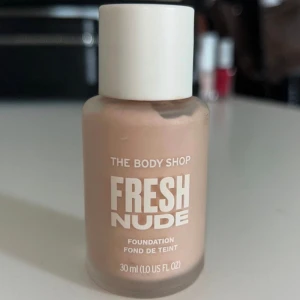 THE BODY SHOP
FRESH
NUDE
FOUNDATION
FOND DE TEINT
30 ml (1.0 US FL OZ)